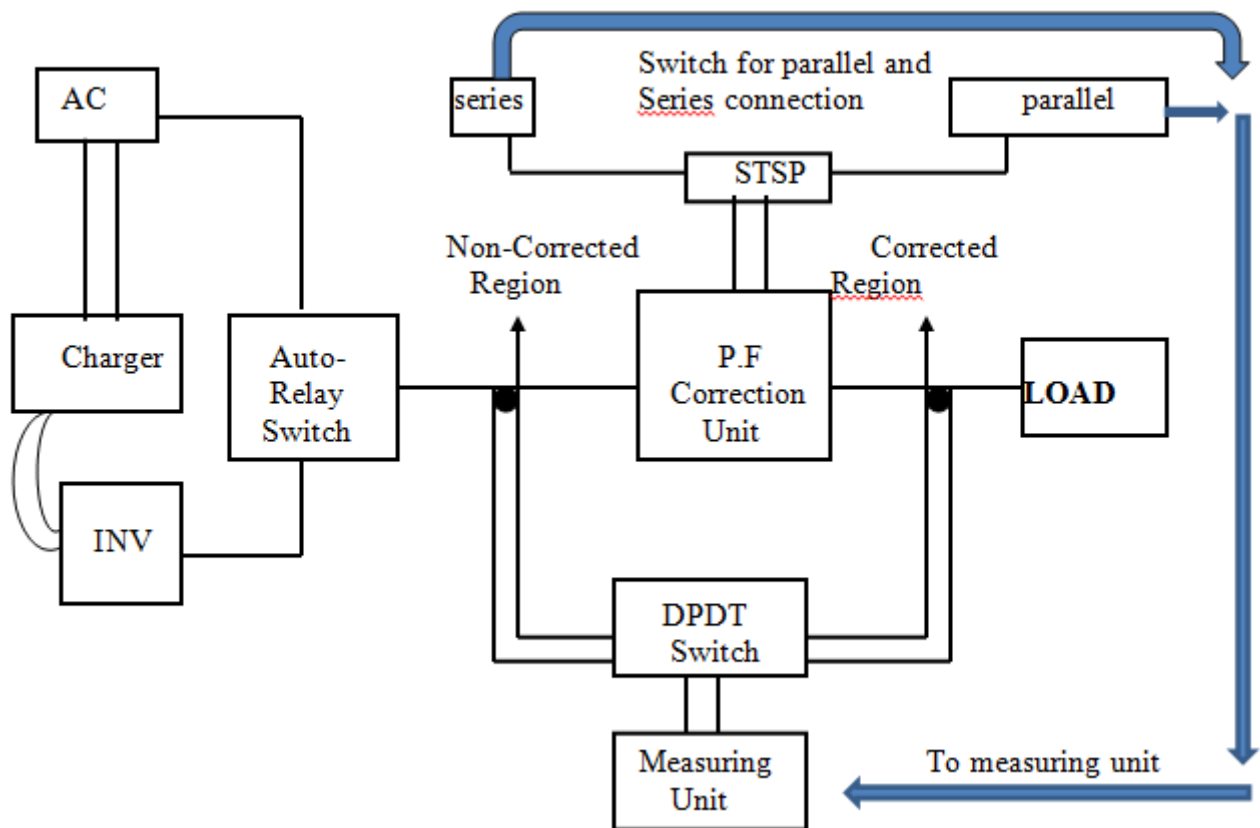 Switch for parallel and
Series connection
AC
series
parallel
STSP
Non-Corrected
Region
Corrected
Region
Charger
Auto-
Relay
Switch
P.F
Correction
Unit
LOAD
INV
DPDT
Switch
Measuring
Unit
To measuring unit